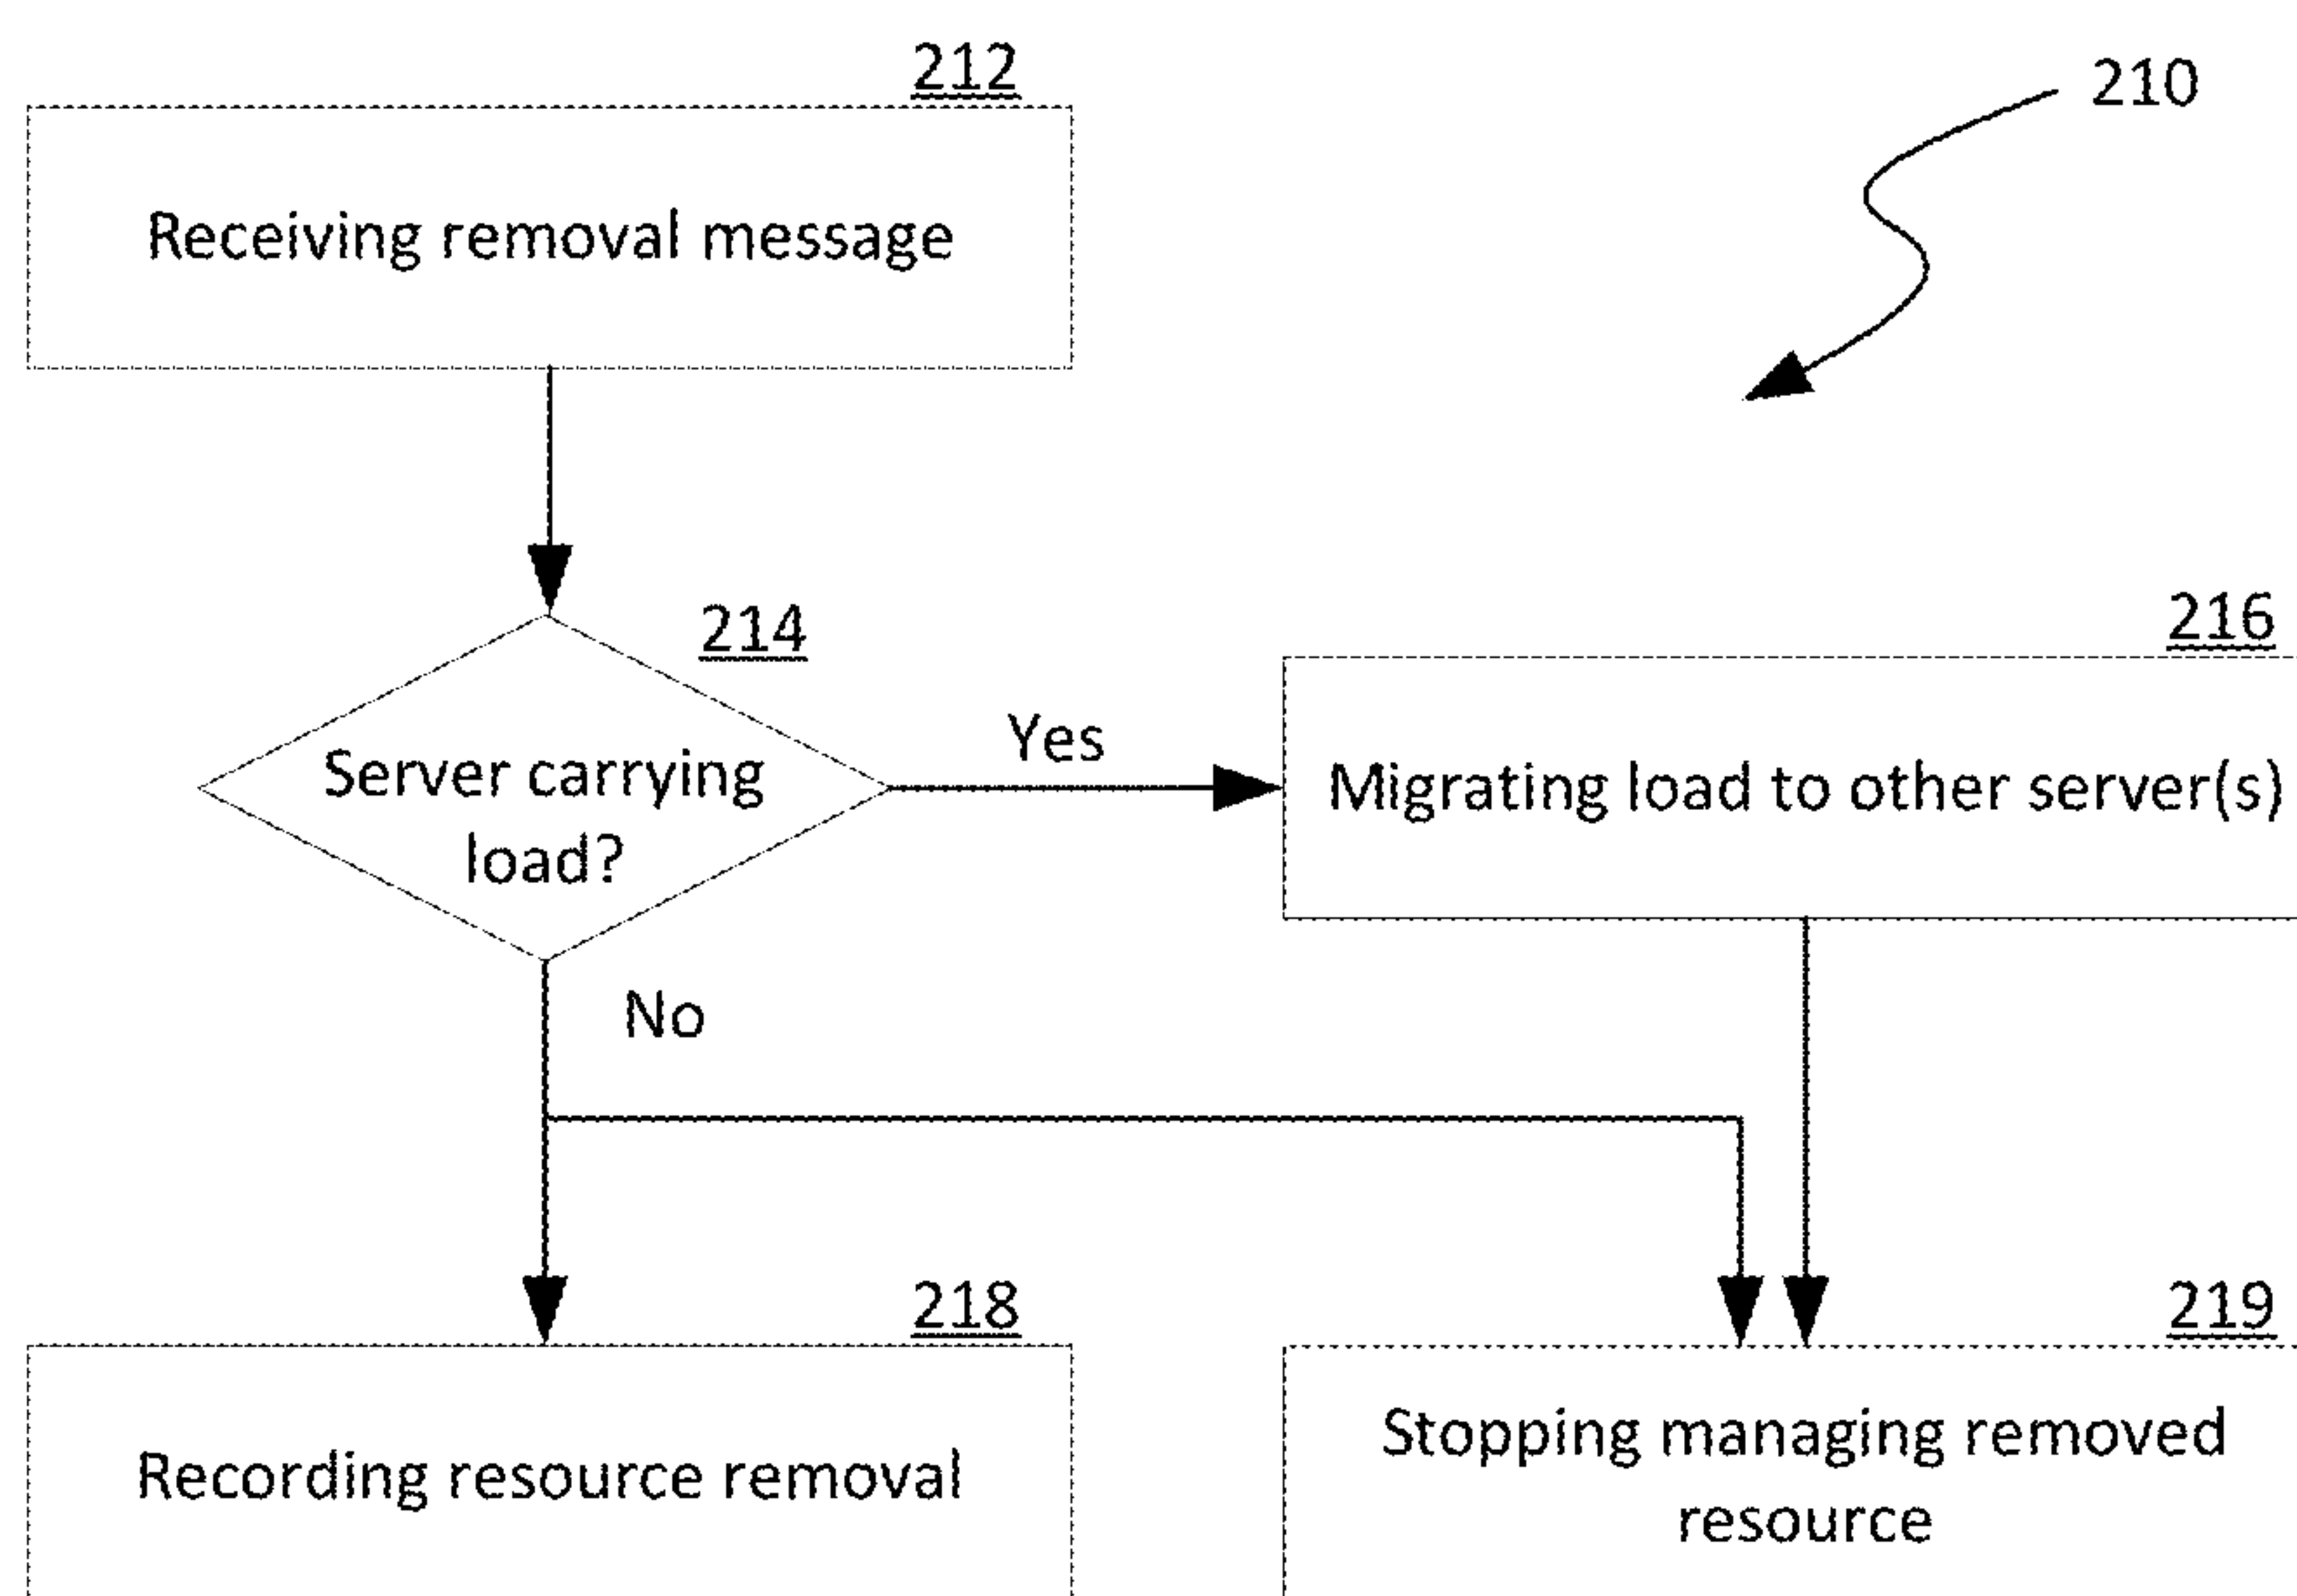 212
210
Receiving removal message
214
216
Server carrying
load?
Yes
Migrating load to other server(s)
No
218
219
Recording resource removal
Stopping managing removed
resource